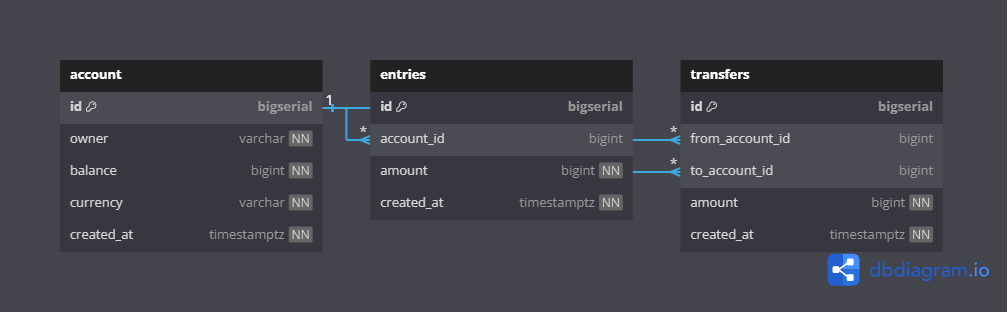 account
id bigserial
owner varchar NN
balance bigint NN
currency varchar NN
created_at timestamptz NN
1
*
entries
id bigserial
account_id bigint
amount bigint NN
created_at timestamptz NN
*
*
transfers
id bigserial
from_account_id bigint
to_account_id bigint
amount bigint NN
created_at timestamptz NN
dbdiagram.io